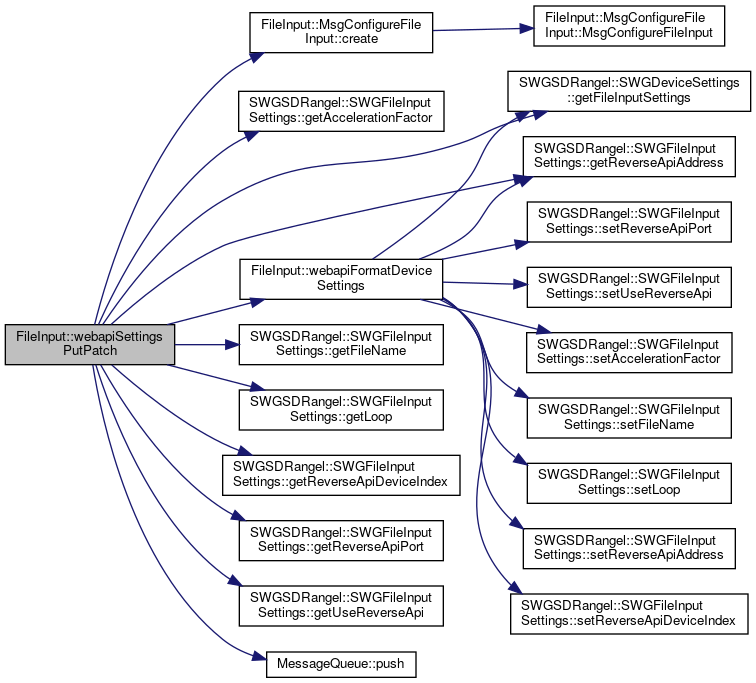 FileInput::webapiSettings
PutPatch
FileInput::MsgConfigureFile
Input::create
SWGSDRangel::SWGFileInput
Settings::getAccelerationFactor
FileInput::webapiFormatDevice
Settings
SWGSDRangel::SWGFileInput
Settings::getFileName
SWGSDRangel::SWGFileInput
Settings::getLoop
SWGSDRangel::SWGFileInput
Settings::getReverseApiDeviceIndex
SWGSDRangel::SWGFileInput
Settings::getReverseApiPort
SWGSDRangel::SWGFileInput
Settings::getUseReverseApi
MessageQueue::push
FileInput::MsgConfigureFile
Input::MsgConfigureFileInput
SWGSDRangel::SWGDeviceSettings
::getFileInputSettings
SWGSDRangel::SWGFileInput
Settings::getReverseApiAddress
SWGSDRangel::SWGFileInput
Settings::setReverseApiPort
SWGSDRangel::SWGFileInput
Settings::setUseReverseApi
SWGSDRangel::SWGFileInput
Settings::setAccelerationFactor
SWGSDRangel::SWGFileInput
Settings::setFileName
SWGSDRangel::SWGFileInput
Settings::setLoop
SWGSDRangel::SWGFileInput
Settings::setReverseApiAddress
SWGSDRangel::SWGFileInput
Settings::setReverseApiDeviceIndex